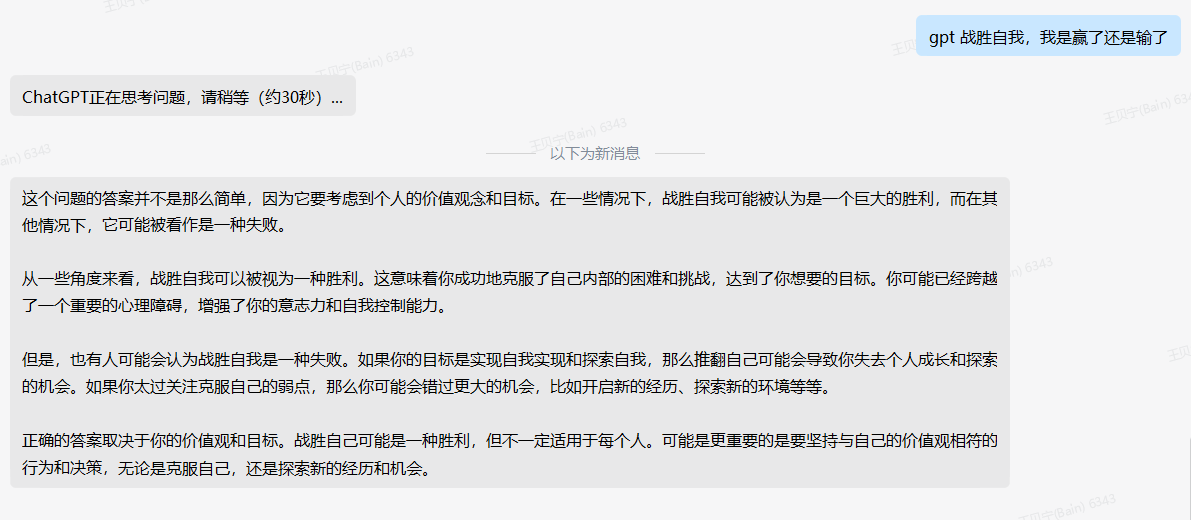 王贝宁(Bain) 6343
gpt 战胜自我，我是赢了还是输了
王贝宁(Bain) 6343
ChatGPT正在思考问题，请稍等（约30秒）...
王贝宁(Bain) 6343
以下为新消息
这个问题的答案并不是那么简单，因为它要考虑到个人的价值观念和目标。在一些情况下，战胜自我可能被认为是一个巨大的胜利，而在其
他情况下，它可能被看作是一种失败。
从一些角度来看，战胜自我可以被视为一种胜利。这意味着你成功地克服了自己内部的困难和挑战，达到了你想要的目标。你可能已经跨越
了一个重要的心理障碍，增强了你的意志力和自我控制能力。
但是，也有人可能会认为战胜自我是一种失败。如果你的目标是实现自我实现和探索自我，那么推翻自己可能会导致你失去个人成长和探索
的机会。如果你太过关注克服自己的弱点，那么你可能会错过更大的机会，比如开启新的经历、探索新的环境等等。
正确的答案取决于你的价值观和目标。战胜自己可能是一种胜利，但不一定适用于每个人。可能是更重要的是要坚持与自己的价值观相符的
行为和决策，无论是克服自己，还是探索新的经历和机会。
王贝宁(Bain) 6343